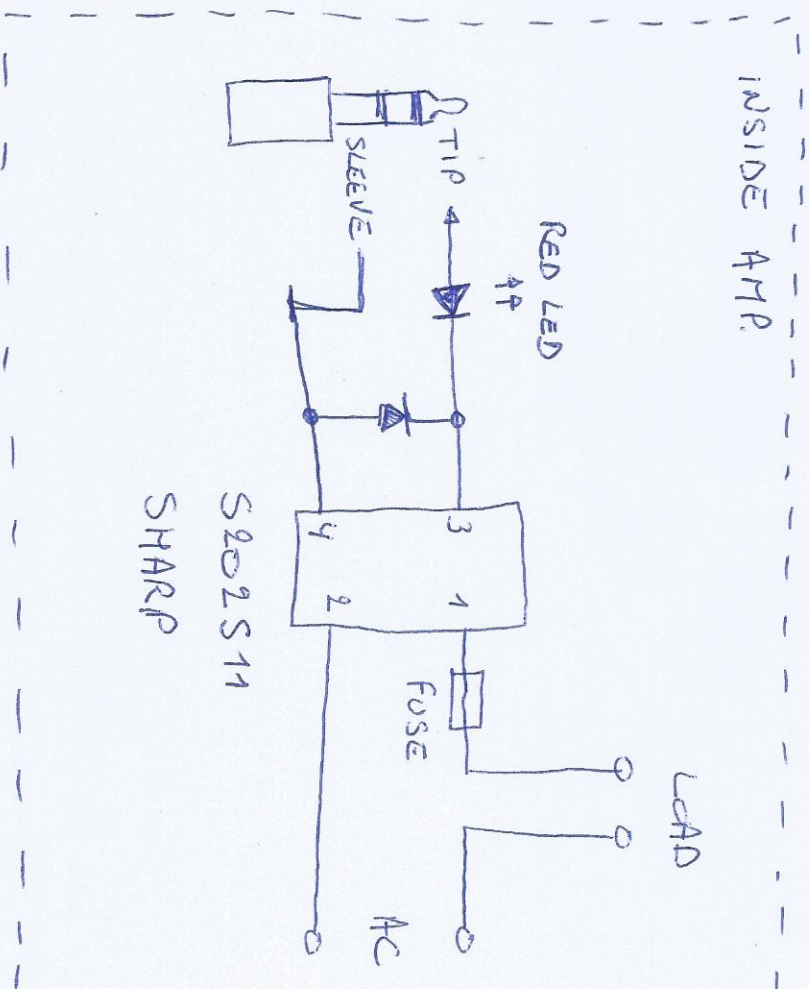 INSIDE AMP.
RED LED
TIP
SLEEVE
3
4
1
2
S202S11
SHARP
FUSE
LOAD
AC